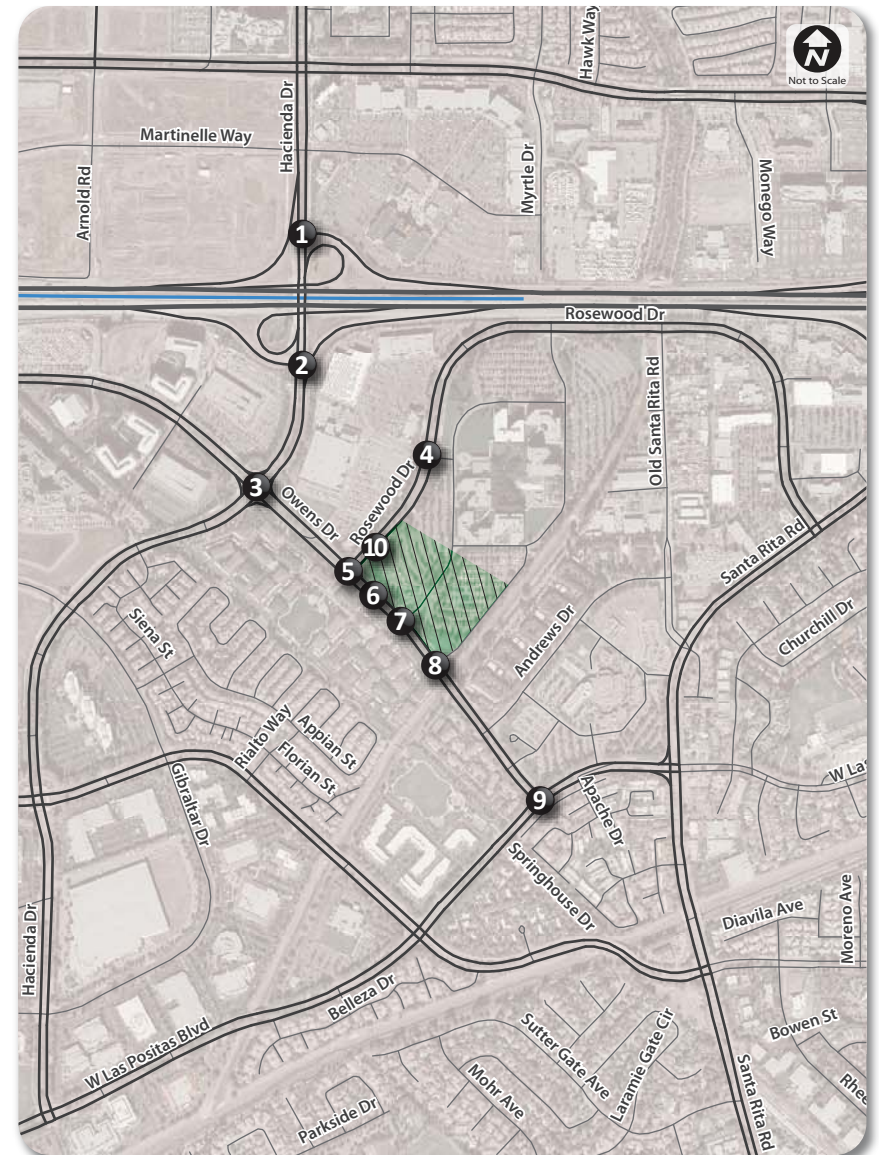 Hawk Way
N
Not to Scale
Hacienda Dr
Martinelle Way
Arnold Rd
Myrtle Dr
Monego Way
1
Rosewood Dr
2
Old Santa Rita Rd
4
Rosewood Dr
3
Owens Dr
10
5
6
7
8
Santa Rita Rd
Churchill Dr
Andrews Dr
Siena St
Rialto Way
Appian St
Florian St
Gibraltar Dr
W Las
9
Apache Dr
Springhouse Dr
Diavila Ave
Moreno Ave
Hacienda Dr
Belleza Dr
W Las Positas Blvd
Sutter Gate Ave
Laramie Gate Cir
Bowen St
Mohr Ave
Parkside Dr
Santa Rita Rd
Rhee